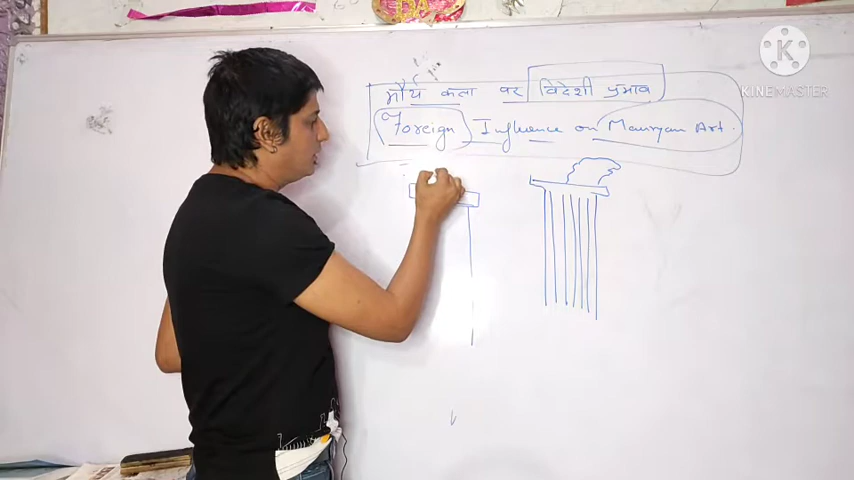 मौर्य कला पर विदेशी प्रभाव
Foreign Influence on Mauryan Art.
KINEMASTER